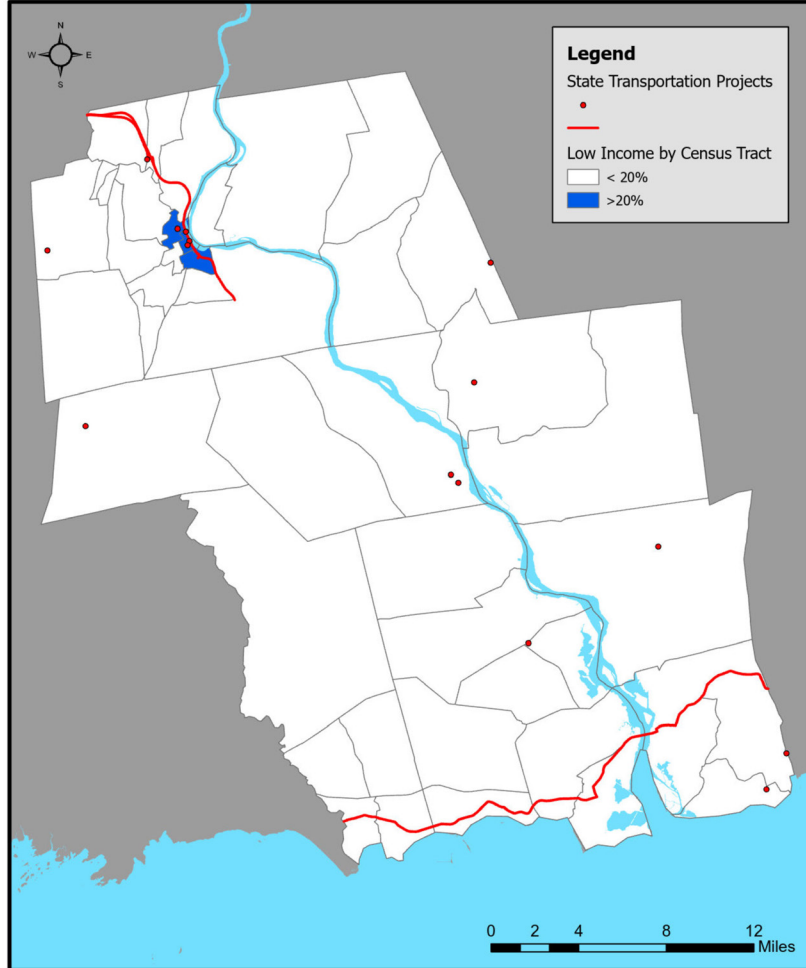 N
W E
S
Legend
State Transportation Projects
Low Income by Census Tract
< 20%
>20%
0 2 4 8 12
Miles